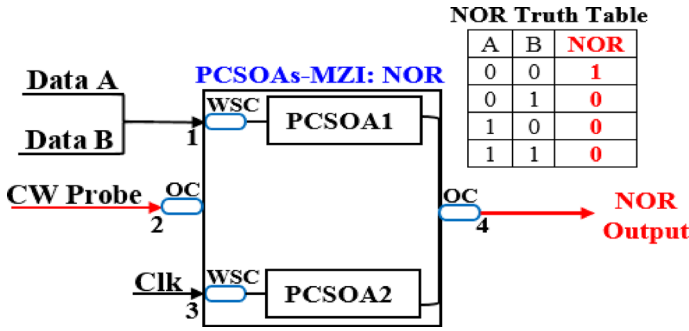 NOR Truth Table
A B NOR
0 0 1
0 1 0
1 0 0
1 1 0
PCSOAs-MZI: NOR
Data A
Data B
1
WSC
PCSOA1
CW Probe
2
OC
OC
4
NOR
Output
Clk
3
WSC
PCSOA2